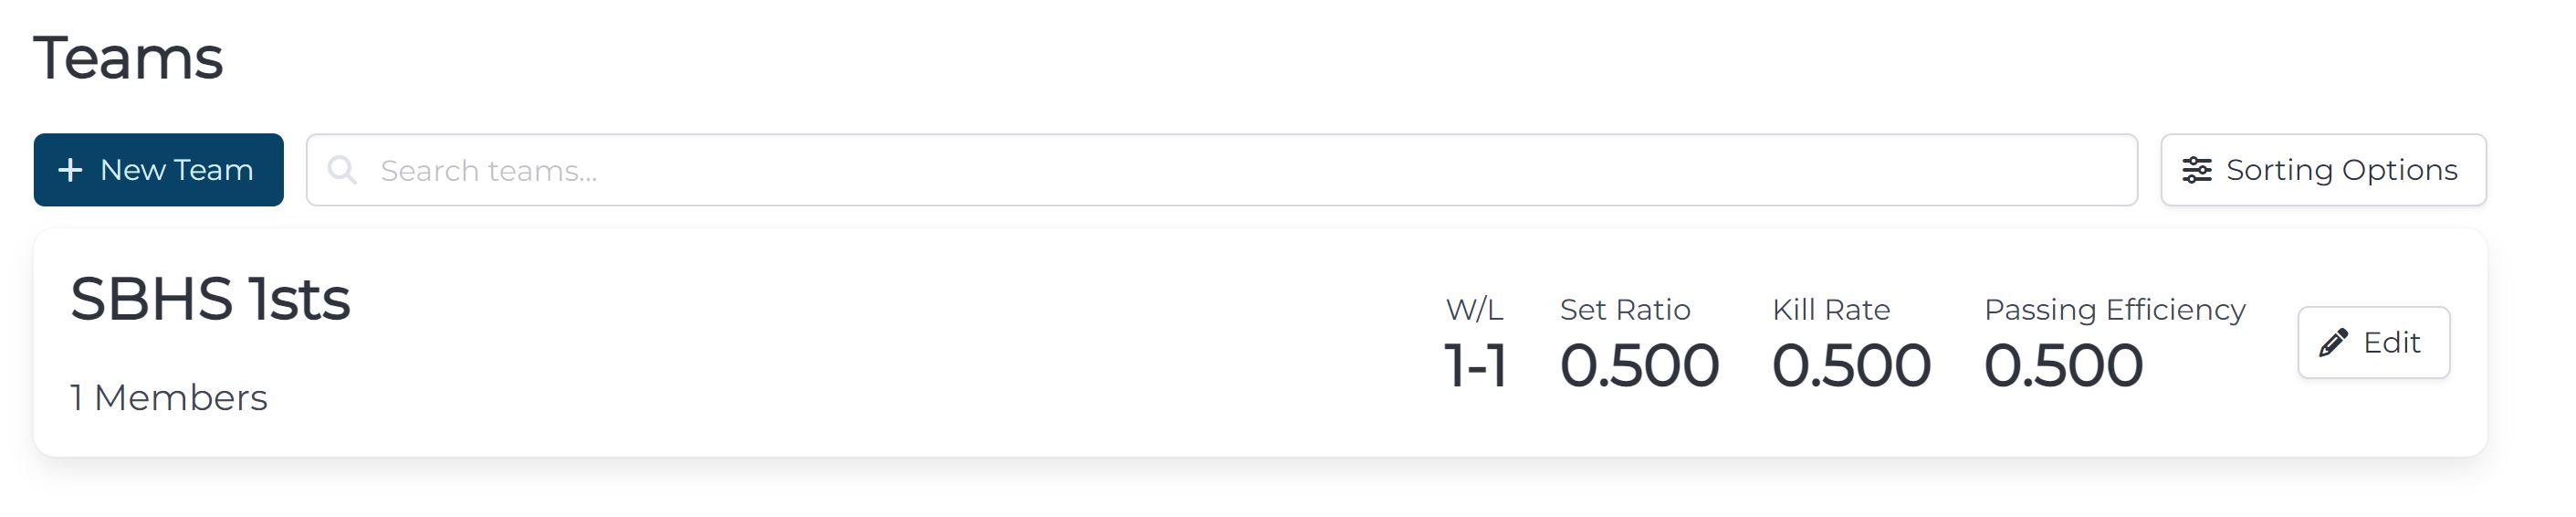 Teams
New Team
Search teams...
Sorting Options
SBHS 1sts
1 Members
W/L
1-1
Set Ratio
0.500
Kill Rate
0.500
Passing Efficiency
0.500
Edit